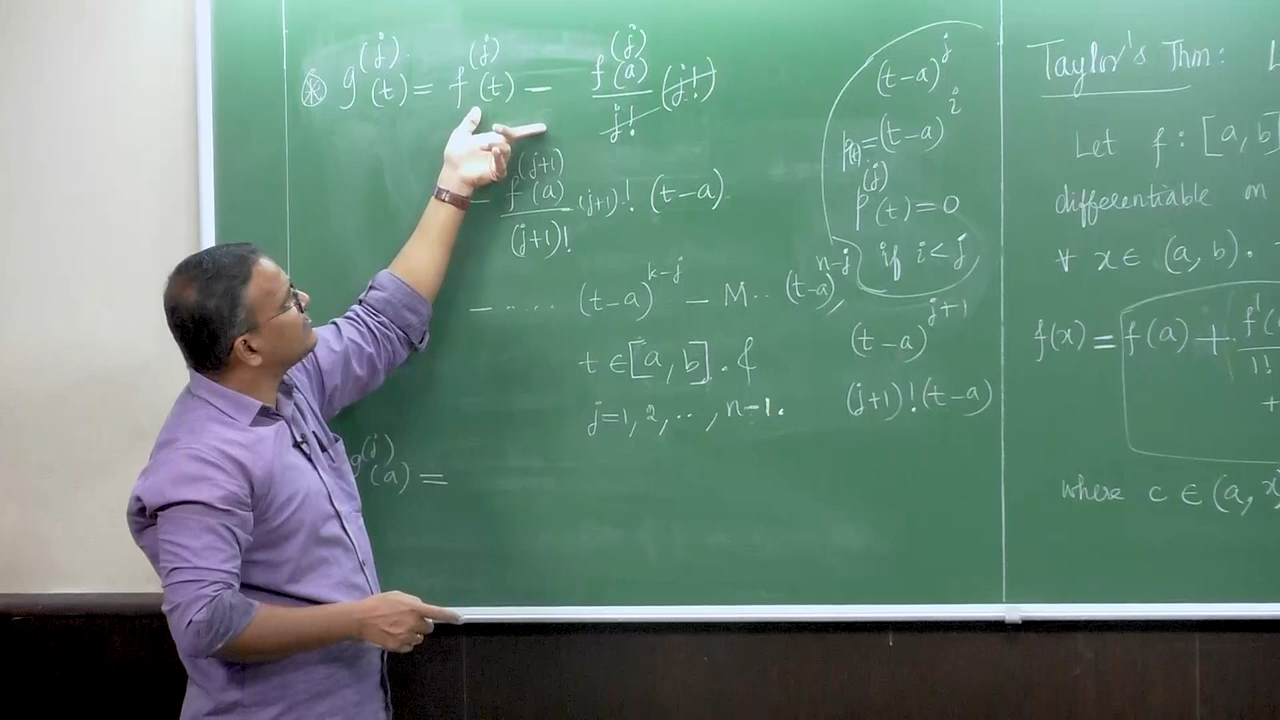 ⊛ g^(j)(t) = f^(j)(t) − f^(j)(a)/j! (j!)
− f^(j+1)(a)/(j+1)! (j+1)! (t−a)
− ..... (t−a)^k−j − M.. (t−a)^n−j,
t ∈ [a, b]. &
j=1, 2, .., n−1.
g^(j)(a) =
(t−a)^j
p(t)=(t−a)^i
p^(j)(t)=0
if i<j
(t−a)^j+1
(j+1)!(t−a)
Taylor's Thm:
Let f : [a, b]
differentiable on
∀ x ∈ (a, b).
f(x) = f(a) + f'(
1!
+
where c ∈ (a, x